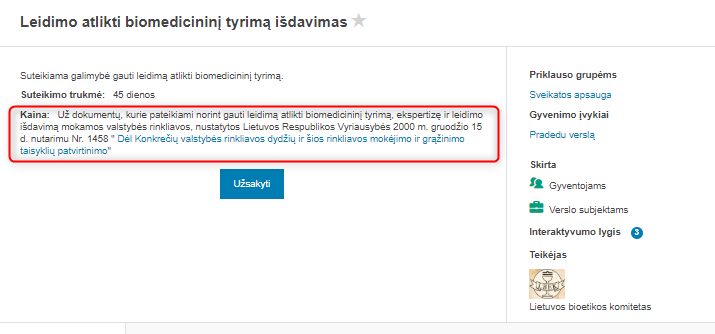 Leidimo atlikti biomedicininį tyrimą išdavimas
Suteikiama galimybė gauti leidimą atlikti biomedicininį tyrimą.
Suteikimo trukmė: 45 dienos
Kaina: Už dokumentų, kurie pateikiami norint gauti leidimą atlikti biomedicininį tyrimą, ekspertizę ir leidimo
išdavimą mokamos valstybės rinkliavos, nustatytos Lietuvos Respublikos Vyriausybės 2000 m. gruodžio 15
d. nutarimu Nr. 1458 " Dėl Konkrečių valstybės rinkliavos dydžių ir šios rinkliavos mokėjimo ir grąžinimo
taisyklių patvirtinimo"
Užsakyti
Priklauso grupėms
Sveikatos apsauga
Gyvenimo įvykiai
Pradedu verslą
Skirta
Gyventojams
Verslo subjektams
Interaktyvumo lygis 3
Teikėjas
Lietuvos bioetikos komitetas